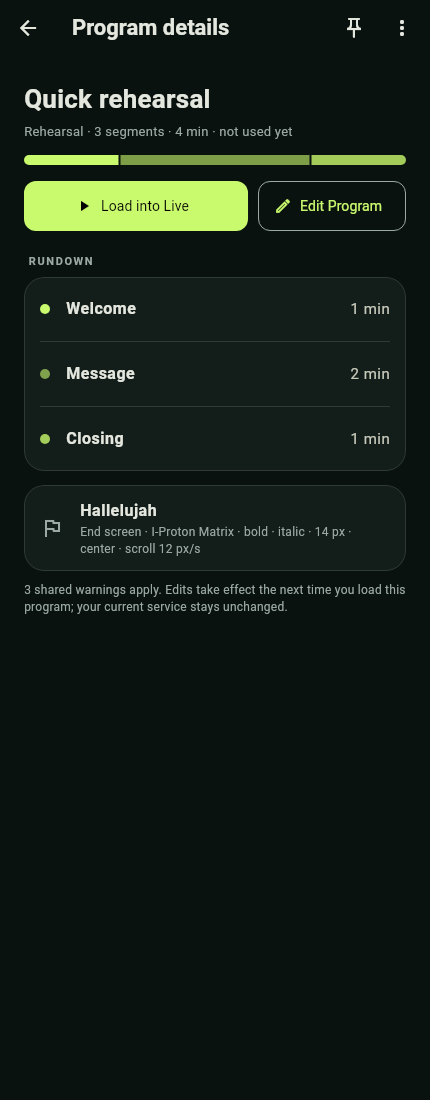 Program details
Quick rehearsal
Rehearsal · 3 segments · 4 min · not used yet
Load into Live
Edit Program
RUNDOWN
Welcome 1 min
Message 2 min
Closing 1 min
Hallelujah
End screen · I-Proton Matrix · bold · italic · 14 px ·
center · scroll 12 px/s
3 shared warnings apply. Edits take effect the next time you load this
program; your current service stays unchanged.